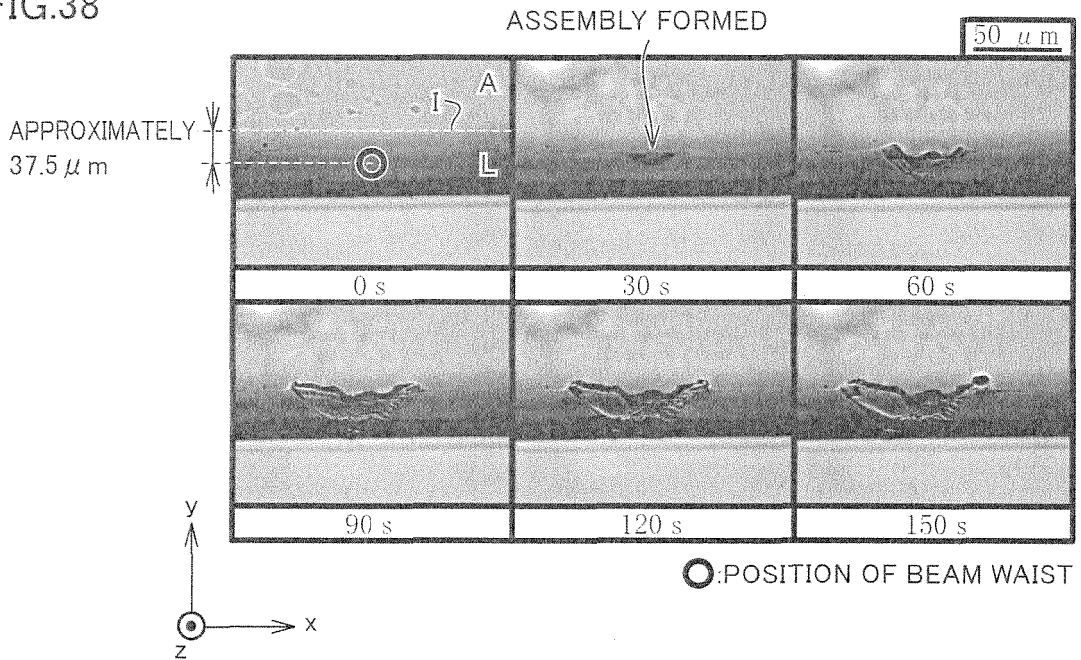 FIG.38
ASSEMBLY FORMED
50 μm
A
I
APPROXIMATELY
37.5 μm
L
0 s
30 s
60 s
90 s
120 s
150 s
:POSITION OF BEAM WAIST
y
x
z